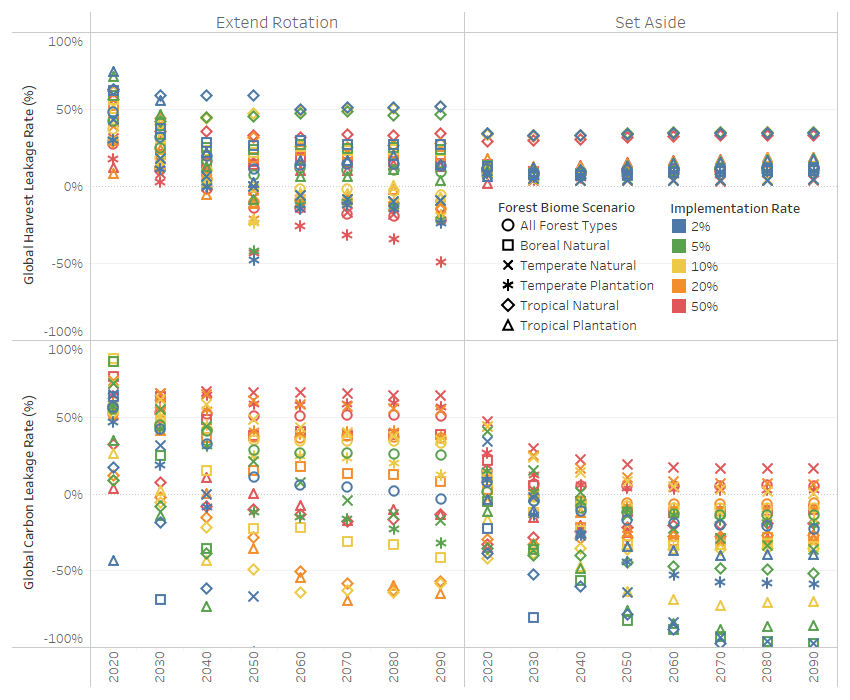 Extend Rotation Set Aside
Global Harvest Leakage Rate (%)
100%
50%
0%
-50%
-100%
Forest Biome Scenario
All Forest Types
Boreal Natural
Temperate Natural
Temperate Plantation
Tropical Natural
Tropical Plantation
Implementation Rate
2%
5%
10%
20%
50%
Global Carbon Leakage Rate (%)
100%
50%
0%
-50%
-100%
2020 2030 2040 2050 2060 2070 2080 2090 2020 2030 2040 2050 2060 2070 2080 2090